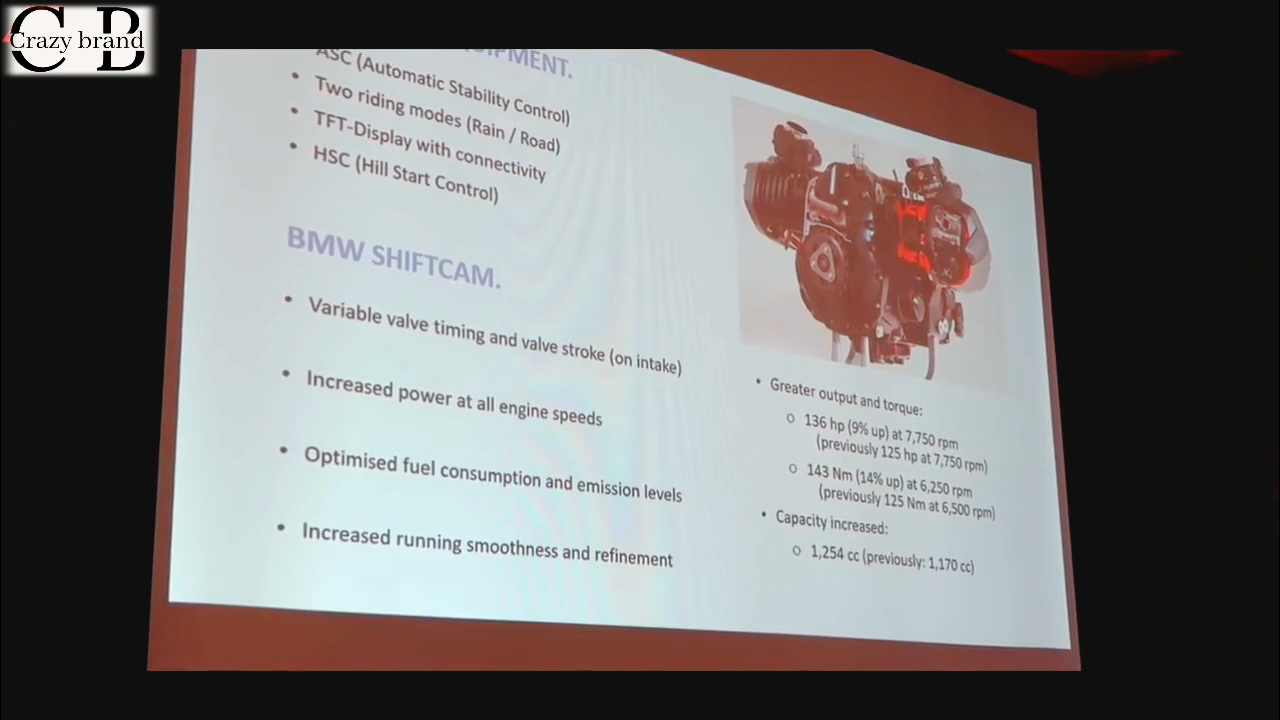 CB
Crazy brand
ASC (Automatic Stability Control)
• Two riding modes (Rain / Road)
• TFT-Display with connectivity
• HSC (Hill Start Control)
BMW SHIFTCAM.
• Variable valve timing and valve stroke (on intake)
• Increased power at all engine speeds
• Optimised fuel consumption and emission levels
• Increased running smoothness and refinement
• Greater output and torque:
o 136 hp (9% up) at 7,750 rpm
(previously 125 hp at 7,750 rpm)
o 143 Nm (14% up) at 6,250 rpm
(previously 125 Nm at 6,500 rpm)
• Capacity increased:
o 1,254 cc (previously: 1,170 cc)